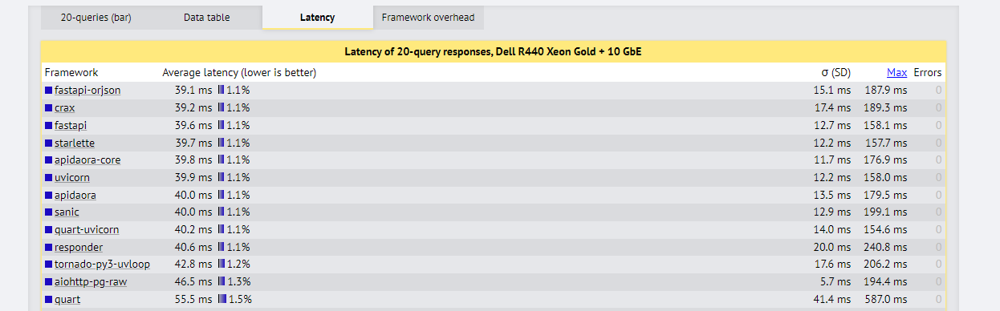 20-queries (bar) Data table Latency Framework overhead
Latency of 20-query responses, Dell R440 Xeon Gold + 10 GbE
Framework Average latency (lower is better) σ (SD) Max Errors
fastapi-orjson 39.1 ms 1.1% 15.1 ms 187.9 ms 0
crax 39.2 ms 1.1% 17.4 ms 189.3 ms 0
fastapi 39.6 ms 1.1% 12.7 ms 158.1 ms 0
starlette 39.7 ms 1.1% 12.2 ms 157.7 ms 0
apidaora-core 39.8 ms 1.1% 11.7 ms 176.9 ms 0
uvicorn 39.9 ms 1.1% 12.2 ms 158.0 ms 0
apidaora 40.0 ms 1.1% 13.5 ms 179.5 ms 0
sanic 40.0 ms 1.1% 12.9 ms 199.1 ms 0
quart-uvicorn 40.2 ms 1.1% 14.0 ms 154.6 ms 0
responder 40.6 ms 1.1% 20.0 ms 240.8 ms 0
tornado-py3-uvloop 42.8 ms 1.2% 17.6 ms 206.2 ms 0
aiohttp-pg-raw 46.5 ms 1.3% 5.7 ms 194.4 ms 0
quart 55.5 ms 1.5% 41.4 ms 587.0 ms 0